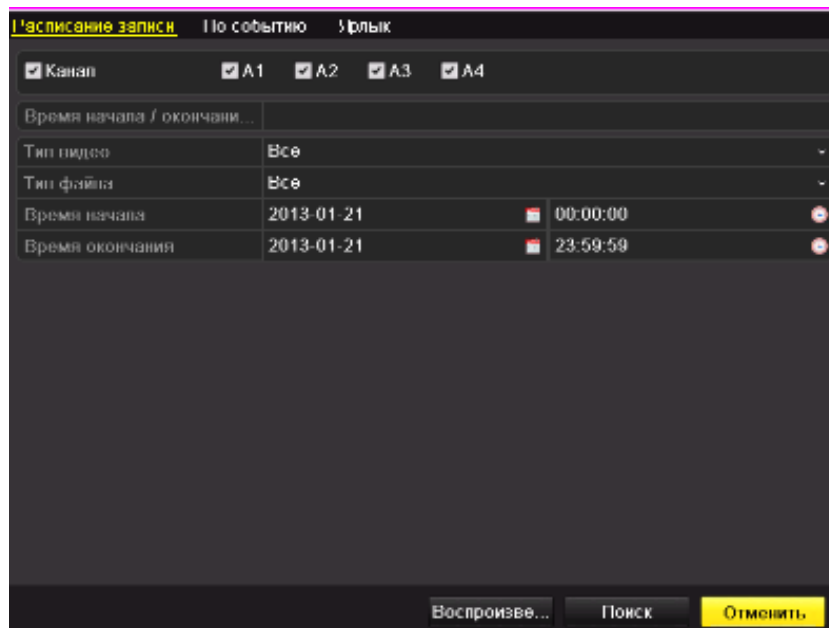 Расписание записи По событию Ярлык
Канал A1 A2 A3 A4
Время начала / окончани...
Тип видео Все
Тип файла Все
Время начала 2013-01-21 00:00:00
Время окончания 2013-01-21 23:59:59
Воспроизве... Поиск Отменить